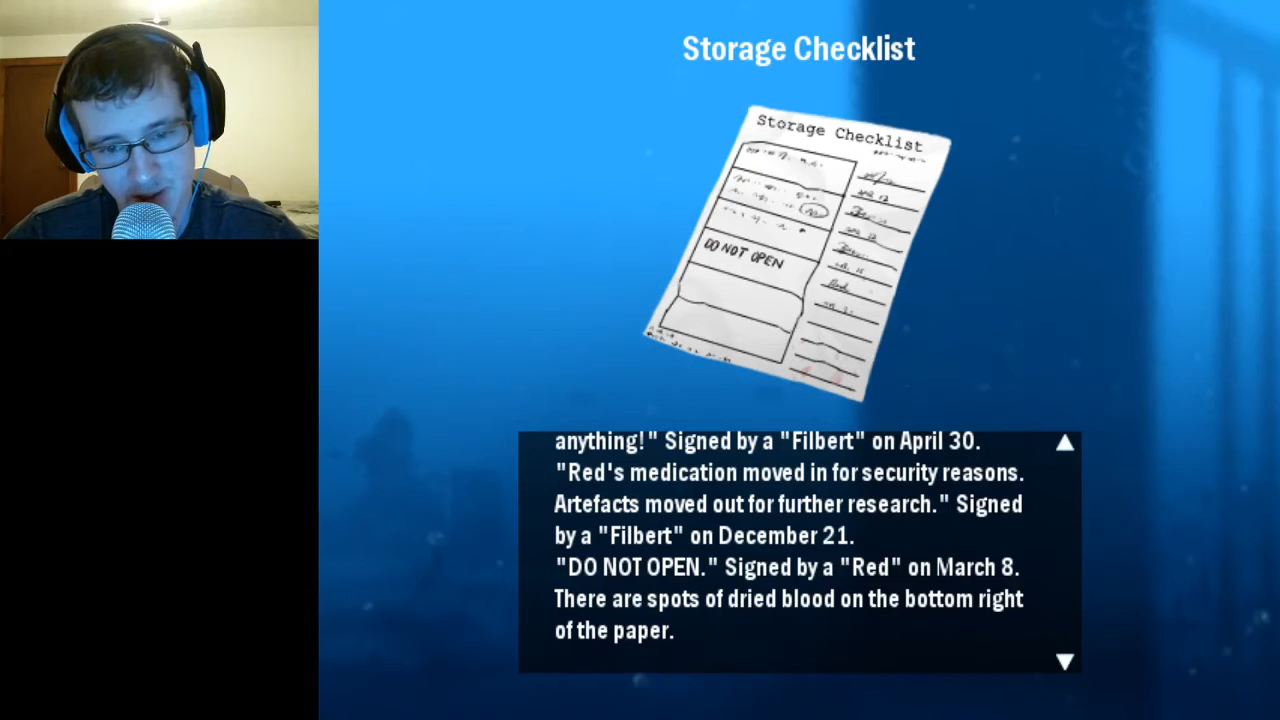 Storage Checklist
Storage Checklist
DO NOT OPEN
anything!" Signed by a "Filbert" on April 30.
"Red's medication moved in for security reasons.
Artefacts moved out for further research." Signed
by a "Filbert" on December 21.
"DO NOT OPEN." Signed by a "Red" on March 8.
There are spots of dried blood on the bottom right
of the paper.